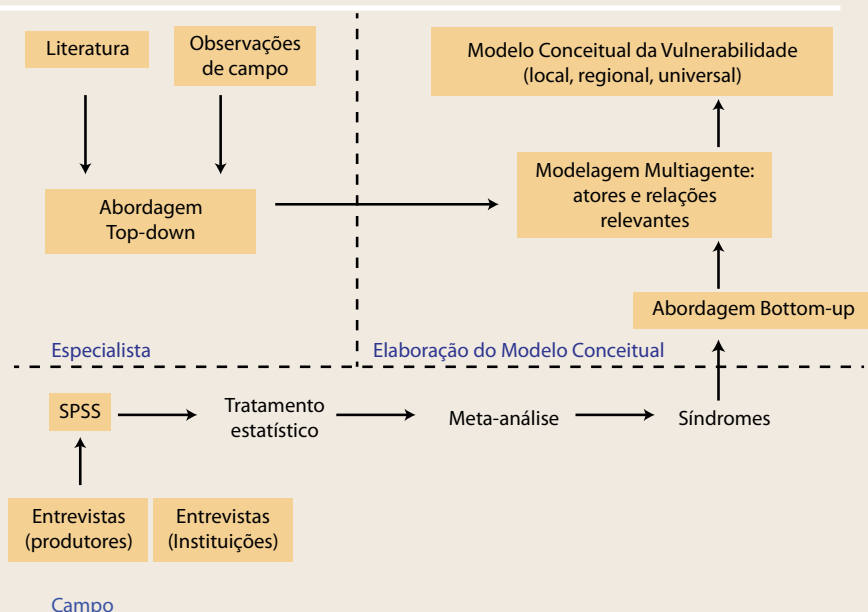 Literatura
Observações
de campo
Modelo Conceitual da Vulnerabilidade
(local, regional, universal)
Abordagem
Top-down
Modelagem Multiagente:
atores e relações
relevantes
Abordagem Bottom-up
Especialista
Elaboração do Modelo Conceitual
SPSS
Tratamento
estatístico
Meta-análise
Síndromes
Entrevistas
(produtores)
Entrevistas
(Instituições)
Campo